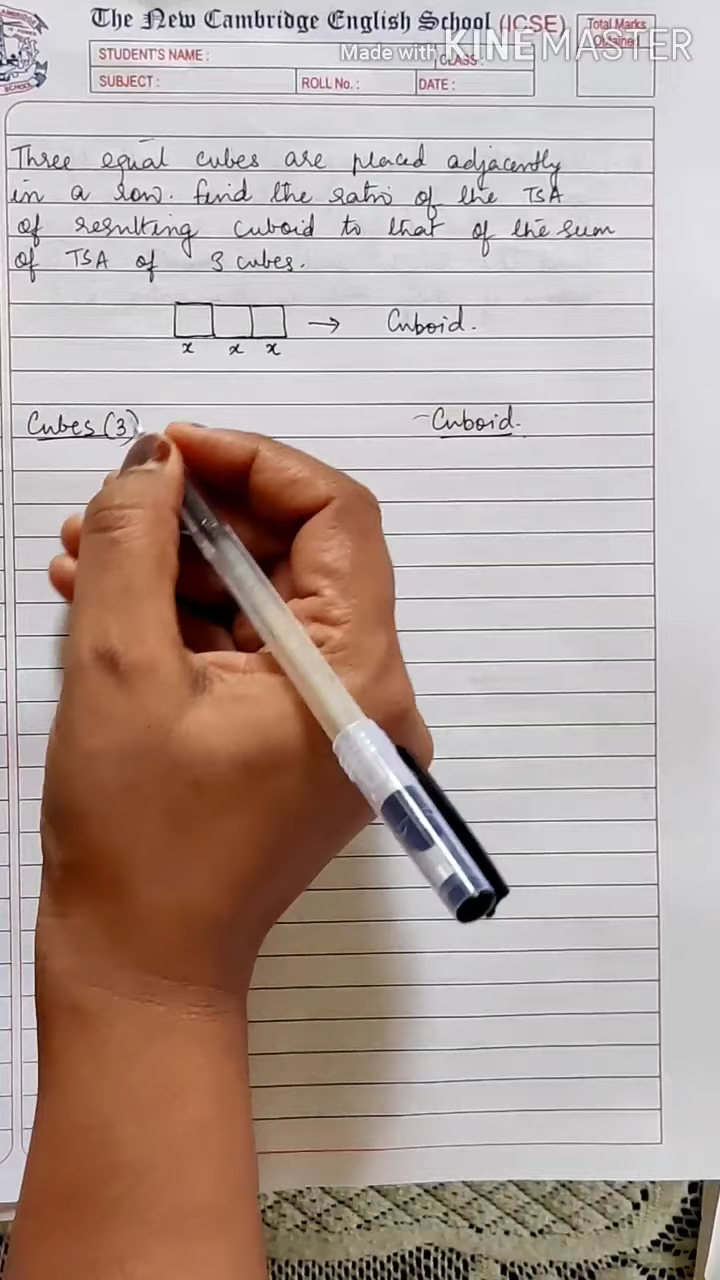 The New Cambridge English School (ICSE)
Total Marks
Obtained
Made with KINEMASTER
STUDENT'S NAME :
CLASS :
SUBJECT :
ROLL No. :
DATE :
Three equal cubes are placed adjacently
in a row. find the ratio of the TSA
of resulting cuboid to that of the sum
of TSA of 3 cubes.
→ Cuboid.
x x x
Cubes (3)
Cuboid.